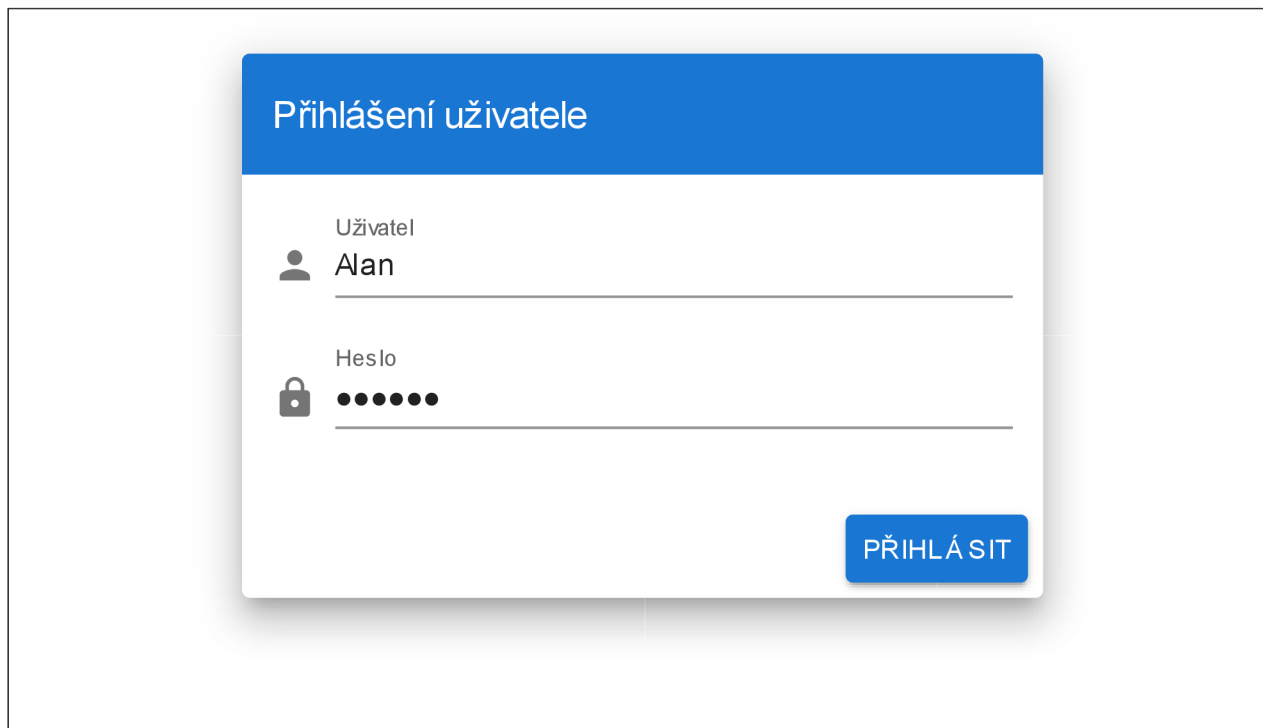 Přihlášení uživatele
Uživatel
Alan
Heslo
●●●●●●
PŘIHLÁSIT